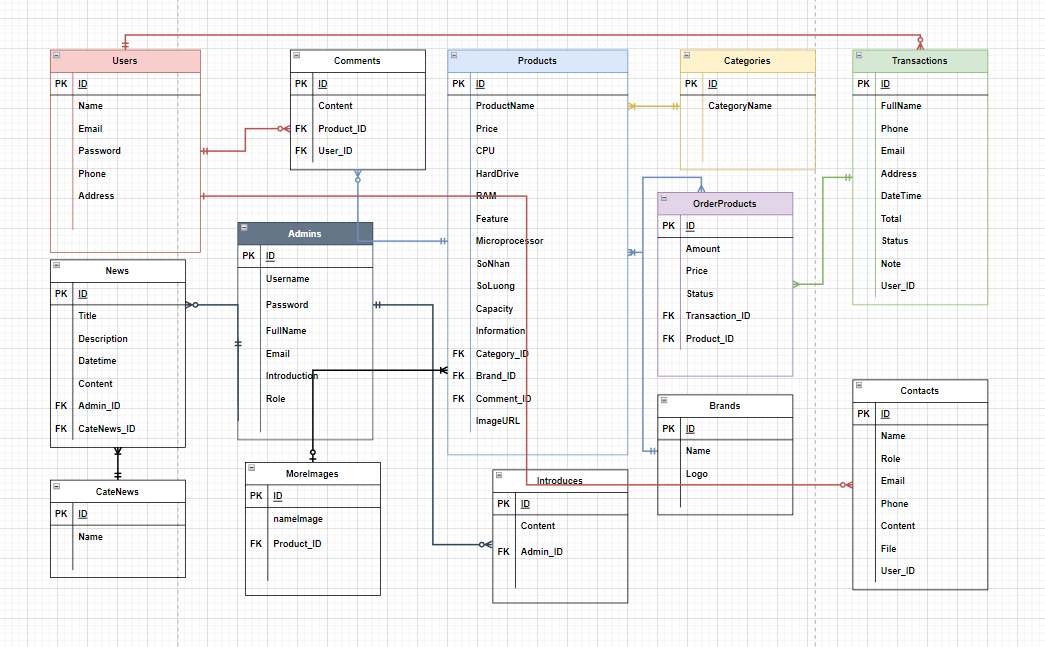 Users
PK ID
Name
Email
Password
Phone
Address
Comments
PK ID
Content
FK Product_ID
FK User_ID
Products
PK ID
ProductName
Price
CPU
HardDrive
RAM
Feature
Microprocessor
SoNhan
SoLuong
Capacity
Information
FK Category_ID
FK Brand_ID
FK Comment_ID
ImageURL
Categories
PK ID
CategoryName
Transactions
PK ID
FullName
Phone
Email
Address
DateTime
Total
Status
Note
User_ID
OrderProducts
PK ID
Amount
Price
Status
FK Transaction_ID
FK Product_ID
Admins
PK ID
Username
Password
FullName
Email
Introduction
Role
News
PK ID
Title
Description
Datetime
Content
FK Admin_ID
FK CateNews_ID
CateNews
PK ID
Name
MoreImages
PK ID
nameImage
FK Product_ID
Introduces
PK ID
Content
FK Admin_ID
Brands
PK ID
Name
Logo
Contacts
PK ID
Name
Role
Email
Phone
Content
File
User_ID